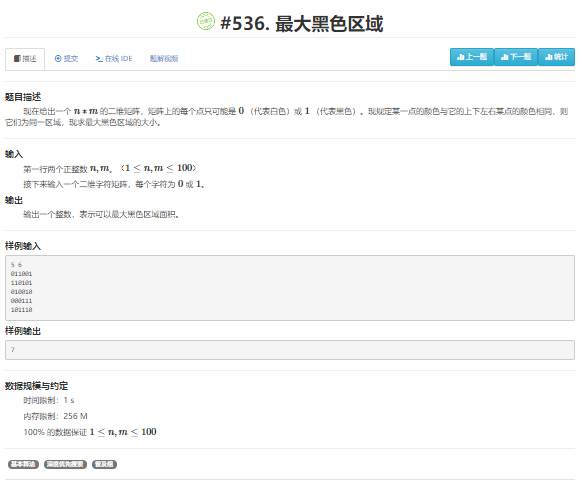 #536. 最大黑色区域
描述 提交 在线 IDE 题解视频 上一题 下一题 统计
题目描述
现在给出一个 n * m 的二维矩阵，矩阵上的每个点只可能是 0 （代表白色）或 1 （代表黑色）。现规定某一点的颜色与它的上下左右某点的颜色相同，则
它们为同一区域，现求最大黑色区域的大小。
输入
第一行两个正整数 n, m。（1 ≤ n, m ≤ 100）
接下来输入一个二维字符矩阵，每个字符为 0 或 1。
输出
输出一个整数，表示可以最大黑色区域面积。
样例输入
5 6
011001
110101
010010
000111
101110
样例输出
7
数据规模与约定
时间限制：1 s
内存限制：256 M
100% 的数据保证 1 ≤ n, m ≤ 100
基本算法 深度优先搜索 普及组